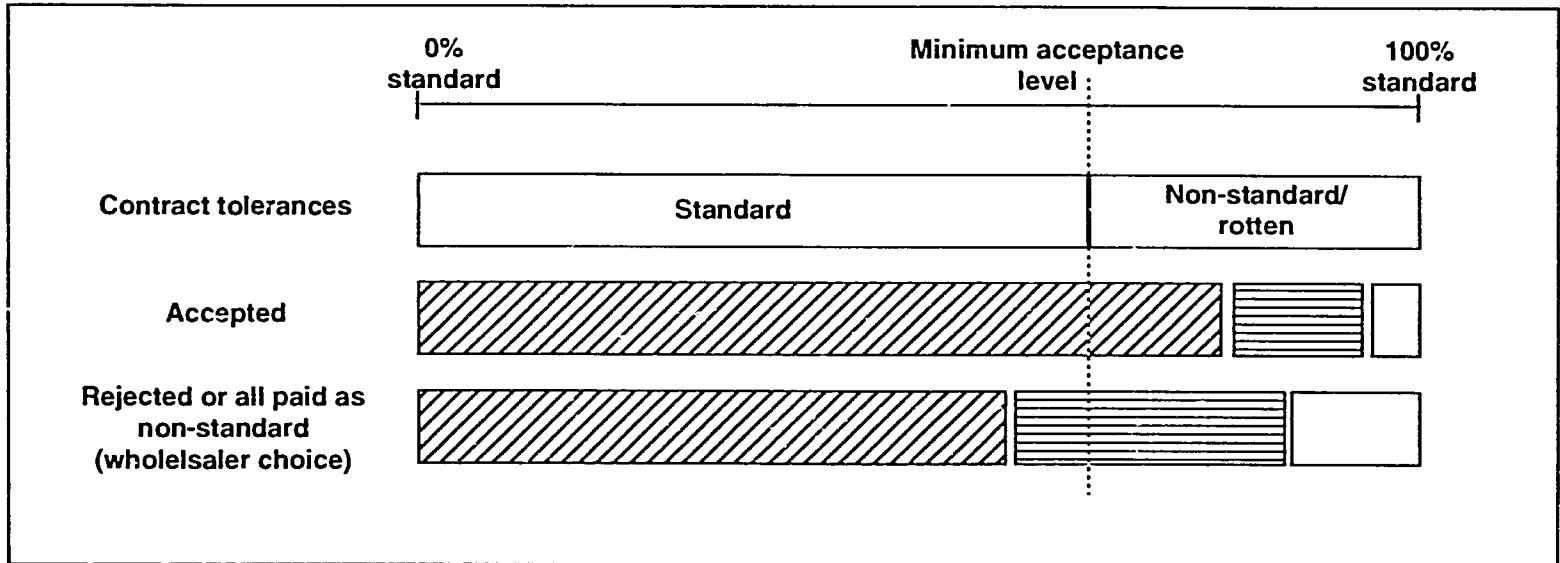 0%
standard
Minimum acceptance
level
100%
standard
Contract tolerances
Standard
Non-standard/
rotten
Accepted
Rejected or all paid as
non-standard
(wholelsaler choice)